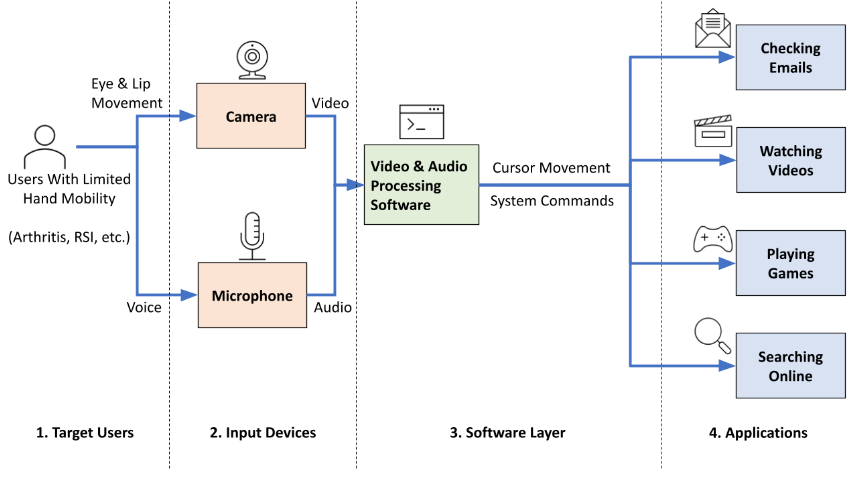 Eye & Lip
Movement
Users With Limited
Hand Mobility
(Arthritis, RSI, etc.)
Voice
1. Target Users
Camera
Video
Microphone
Audio
2. Input Devices
>_
Video & Audio
Processing
Software
Cursor Movement
System Commands
3. Software Layer
Checking
Emails
Watching
Videos
Playing
Games
Searching
Online
4. Applications